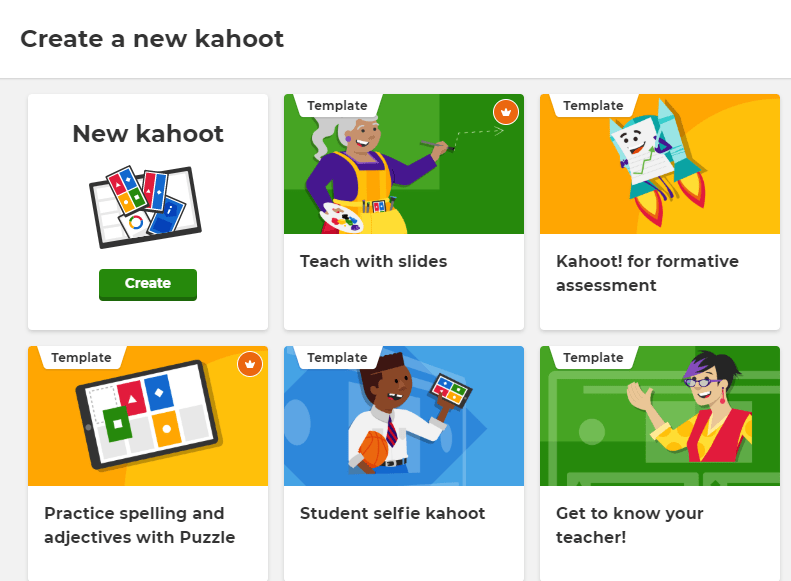 Create a new kahoot
New kahoot
Create
Template
Teach with slides
Template
Kahoot! for formative
assessment
Template
Practice spelling and
adjectives with Puzzle
Template
Student selfie kahoot
Template
Get to know your
teacher!